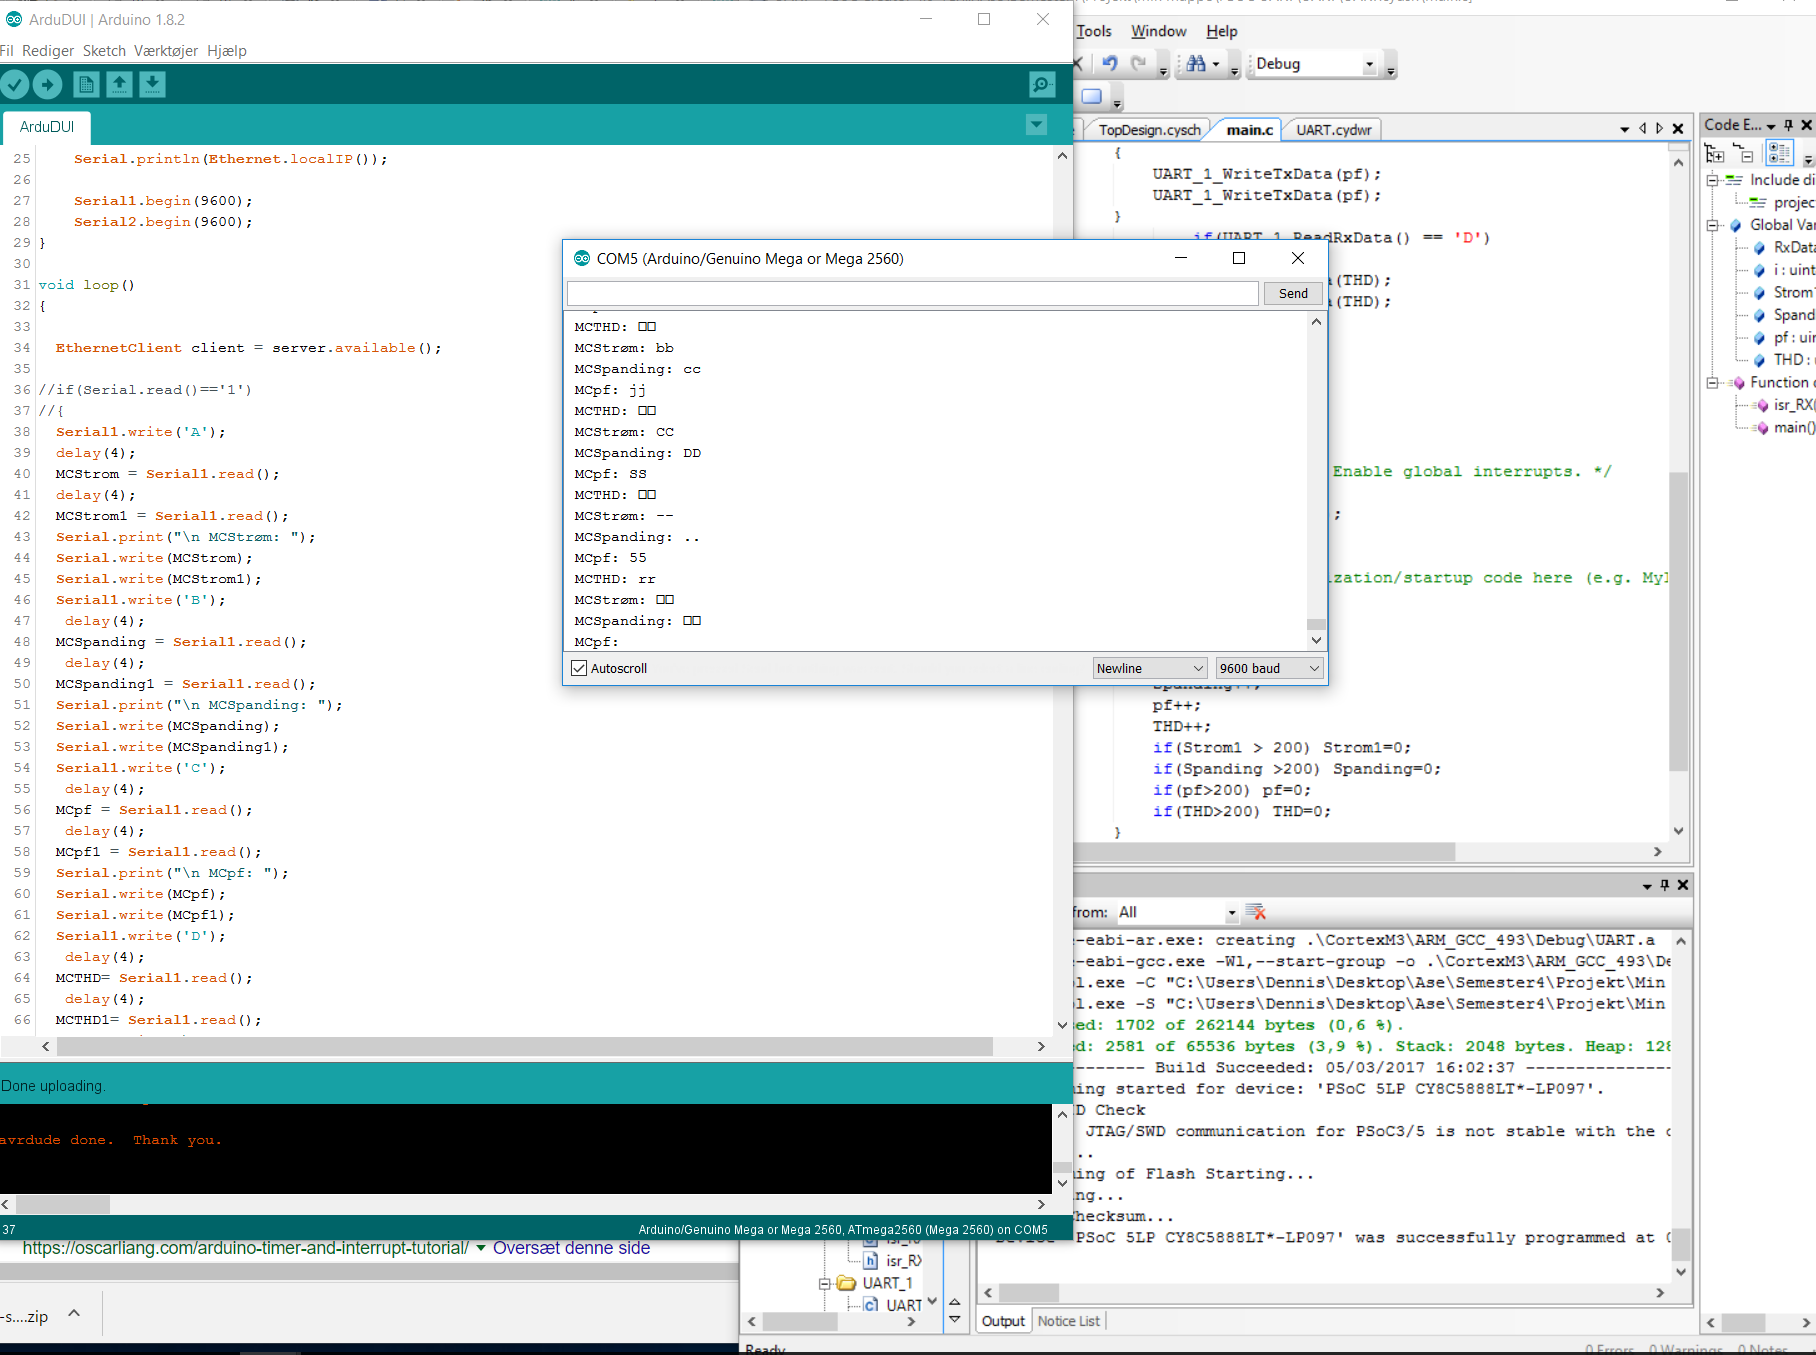 ArduDUI | Arduino 1.8.2
Fil Rediger Sketch Værktøjer Hjælp
ArduDUI
25 Serial.println(Ethernet.localIP());
26
27 Serial1.begin(9600);
28 Serial2.begin(9600);
29 }
30
31 void loop()
32 {
33
34 EthernetClient client = server.available();
35
36 //if(Serial.read()=='1')
37 //{
38 Serial1.write('A');
39 delay(4);
40 MCStrom = Serial1.read();
41 delay(4);
42 MCStrom1 = Serial1.read();
43 Serial.print("\n MCStrøm: ");
44 Serial.write(MCStrom);
45 Serial.write(MCStrom1);
46 Serial1.write('B');
47 delay(4);
48 MCSpanding = Serial1.read();
49 delay(4);
50 MCSpanding1 = Serial1.read();
51 Serial.print("\n MCSpanding: ");
52 Serial.write(MCSpanding);
53 Serial.write(MCSpanding1);
54 Serial1.write('C');
55 delay(4);
56 MCpf = Serial1.read();
57 delay(4);
58 MCpf1 = Serial1.read();
59 Serial.print("\n MCpf: ");
60 Serial.write(MCpf);
61 Serial.write(MCpf1);
62 Serial1.write('D');
63 delay(4);
64 MCTHD= Serial1.read();
65 delay(4);
66 MCTHD1= Serial1.read();
Done uploading.
avrdude done.  Thank you.
37
Arduino/Genuino Mega or Mega 2560, ATmega2560 (Mega 2560) on COM5
https://oscarliang.com/arduino-timer-and-interrupt-tutorial/ Oversæt denne side
-s....zip
COM5 (Arduino/Genuino Mega or Mega 2560)
Send
MCTHD: □□
MCStrøm: bb
MCSpanding: cc
MCpf: jj
MCTHD: □□
MCStrøm: CC
MCSpanding: DD
MCpf: SS
MCTHD: □□
MCStrøm: --
MCSpanding: ..
MCpf: 55
MCTHD: rr
MCStrøm: □□
MCSpanding: □□
MCpf:
Autoscroll
Newline
9600 baud
Tools Window Help
Debug
TopDesign.cysch main.c UART.cydwr
{
UART_1_WriteTxData(pf);
UART_1_WriteTxData(pf);
}
if(UART_1_ReadRxData() == 'D')
(THD);
(THD);
Enable global interrupts. */
;
ization/startup code here (e.g. MyI
Spanding++;
pf++;
THD++;
if(Strom1 > 200) Strom1=0;
if(Spanding >200) Spanding=0;
if(pf>200) pf=0;
if(THD>200) THD=0;
}
Code E...
Include di
projec
Global Var
RxData
i : uint
Strom1
Spand
pf : uin
THD : u
Function d
isr_RX(
main()
from: All
-eabi-ar.exe: creating .\CortexM3\ARM_GCC_493\Debug\UART.a
-eabi-gcc.exe -Wl,--start-group -o .\CortexM3\ARM_GCC_493\De
l.exe -C "C:\Users\Dennis\Desktop\Ase\Semester4\Projekt\Min
l.exe -S "C:\Users\Dennis\Desktop\Ase\Semester4\Projekt\Min
ed: 1702 of 262144 bytes (0,6 %).
d: 2581 of 65536 bytes (3,9 %). Stack: 2048 bytes. Heap: 128
-------- Build Succeeded: 05/03/2017 16:02:37 ----------------
ing started for device: 'PSoC 5LP CY8C5888LT*-LP097'.
D Check
JTAG/SWD communication for PSoC3/5 is not stable with the c
..
ing of Flash Starting...
ng...
hecksum...
Device 'PSoC 5LP CY8C5888LT*-LP097' was successfully programmed at 0
isr_RX
UART_1
UART
Output Notice List
Ready
0 Errors 0 Warnings 0 Notes